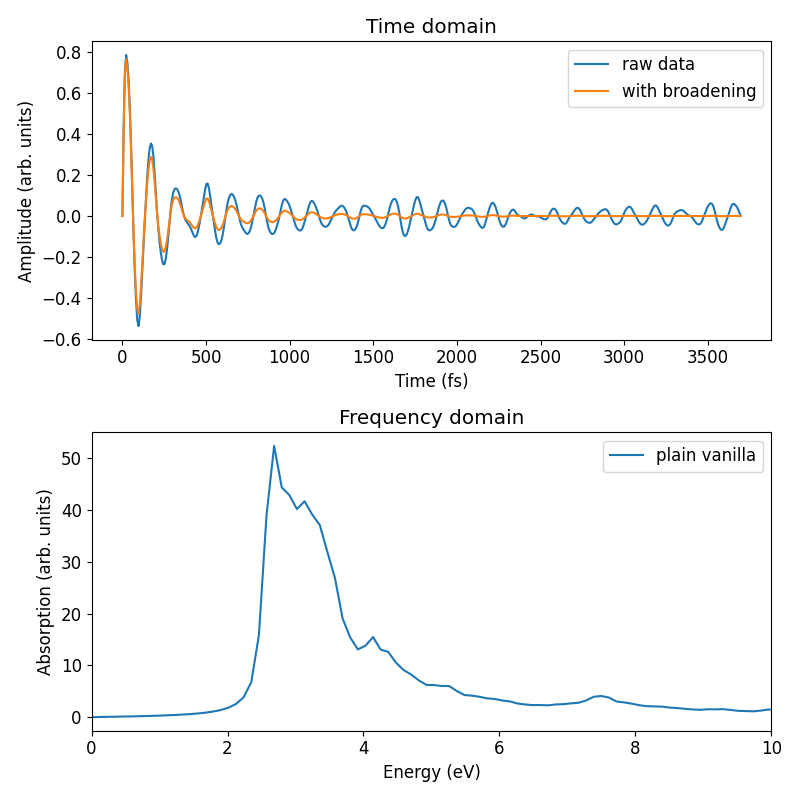 Time domain
Amplitude (arb. units)
0.8
0.6
0.4
0.2
0.0
−0.2
−0.4
−0.6
raw data
with broadening
0 500 1000 1500 2000 2500 3000 3500
Time (fs)
Frequency domain
Absorption (arb. units)
50
40
30
20
10
0
plain vanilla
0 2 4 6 8 10
Energy (eV)